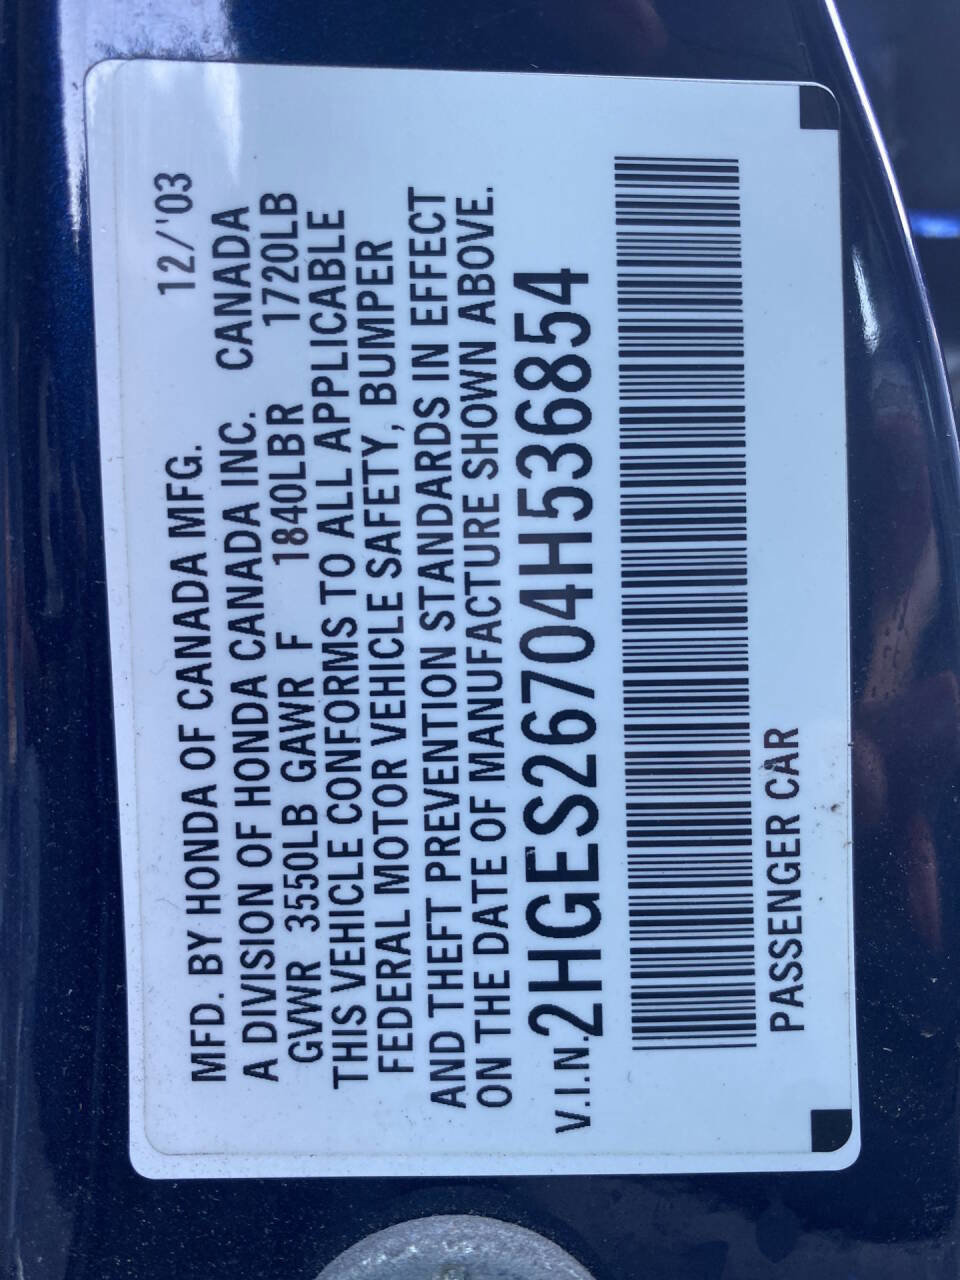 MFD. BY HONDA OF CANADA MFG. 12/'03
A DIVISION OF HONDA CANADA INC. CANADA
GVWR 3550LB GAWR F 1840LB R 1720LB
THIS VEHICLE CONFORMS TO ALL APPLICABLE
FEDERAL MOTOR VEHICLE SAFETY, BUMPER
AND THEFT PREVENTION STANDARDS IN EFFECT
ON THE DATE OF MANUFACTURE SHOWN ABOVE.
V.I.N. 2HGES26704H536854
PASSENGER CAR